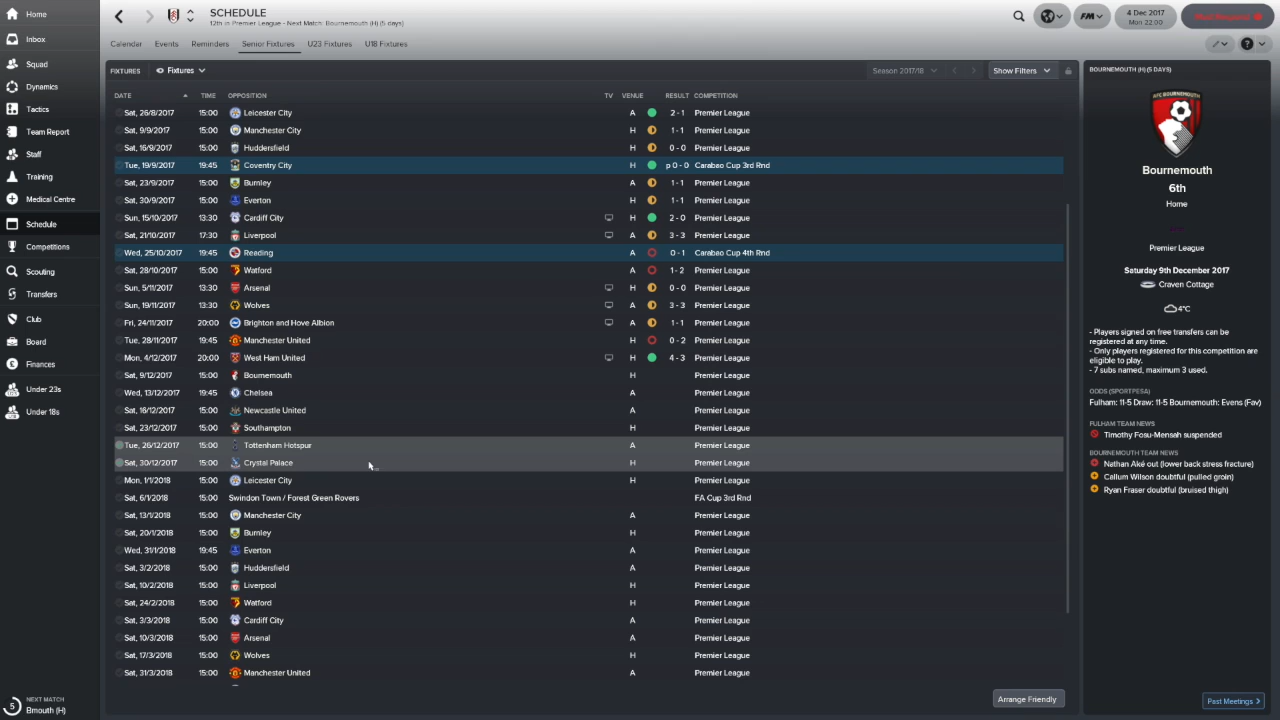 Home
Inbox
Squad
Dynamics
Tactics
Team Report
Staff
Training
Medical Centre
Schedule
Competitions
Scouting
Transfers
Club
Board
Finances
Under 23s
Under 18s
5
NEXT MATCH
Bmouth (H)
SCHEDULE
12th in Premier League - Next Match: Bournemouth (H) (5 days)
FM
4 Dec 2017
Mon 22:00
Calendar Events Reminders Senior Fixtures U23 Fixtures U18 Fixtures
FIXTURES Fixtures Season 2017/18 Show Filters
DATE TIME OPPOSITION TV VENUE RESULT COMPETITION
Sat, 26/8/2017 15:00 Leicester City A 2 - 1 Premier League
Sat, 9/9/2017 15:00 Manchester City H 1 - 1 Premier League
Sat, 16/9/2017 15:00 Huddersfield H 0 - 0 Premier League
Tue, 19/9/2017 19:45 Coventry City H p 0 - 0 Carabao Cup 3rd Rnd
Sat, 23/9/2017 15:00 Burnley A 1 - 1 Premier League
Sat, 30/9/2017 15:00 Everton H 1 - 1 Premier League
Sun, 15/10/2017 13:30 Cardiff City H 2 - 0 Premier League
Sat, 21/10/2017 17:30 Liverpool A 3 - 3 Premier League
Wed, 25/10/2017 19:45 Reading A 0 - 1 Carabao Cup 4th Rnd
Sat, 28/10/2017 15:00 Watford A 1 - 2 Premier League
Sun, 5/11/2017 13:30 Arsenal H 0 - 0 Premier League
Sun, 19/11/2017 13:30 Wolves A 3 - 3 Premier League
Fri, 24/11/2017 20:00 Brighton and Hove Albion A 1 - 1 Premier League
Tue, 28/11/2017 19:45 Manchester United H 0 - 2 Premier League
Mon, 4/12/2017 20:00 West Ham United H 4 - 3 Premier League
Sat, 9/12/2017 15:00 Bournemouth H Premier League
Wed, 13/12/2017 19:45 Chelsea A Premier League
Sat, 16/12/2017 15:00 Newcastle United A Premier League
Sat, 23/12/2017 15:00 Southampton H Premier League
Tue, 26/12/2017 15:00 Tottenham Hotspur A Premier League
Sat, 30/12/2017 15:00 Crystal Palace H Premier League
Mon, 1/1/2018 15:00 Leicester City H Premier League
Sat, 6/1/2018 15:00 Swindon Town / Forest Green Rovers FA Cup 3rd Rnd
Sat, 13/1/2018 15:00 Manchester City A Premier League
Sat, 20/1/2018 15:00 Burnley H Premier League
Wed, 31/1/2018 19:45 Everton A Premier League
Sat, 3/2/2018 15:00 Huddersfield A Premier League
Sat, 10/2/2018 15:00 Liverpool H Premier League
Sat, 24/2/2018 15:00 Watford H Premier League
Sat, 3/3/2018 15:00 Cardiff City A Premier League
Sat, 10/3/2018 15:00 Arsenal A Premier League
Sat, 17/3/2018 15:00 Wolves H Premier League
Sat, 31/3/2018 15:00 Manchester United A Premier League
Arrange Friendly
BOURNEMOUTH (H) (5 DAYS)
AFC BOURNEMOUTH
Bournemouth
6th
Home
Premier League
Saturday 9th December 2017
Craven Cottage
4°C
- Players signed on free transfers can be
registered at any time.
- Only players registered for this competition are
eligible to play.
- 7 subs named, maximum 3 used.
ODDS (SPORTPESA)
Fulham: 11-5 Draw: 11-5 Bournemouth: Evens (Fav)
FULHAM TEAM NEWS
Timothy Fosu-Mensah suspended
BOURNEMOUTH TEAM NEWS
Nathan Aké out (lower back stress fracture)
Callum Wilson doubtful (pulled groin)
Ryan Fraser doubtful (bruised thigh)
Past Meetings